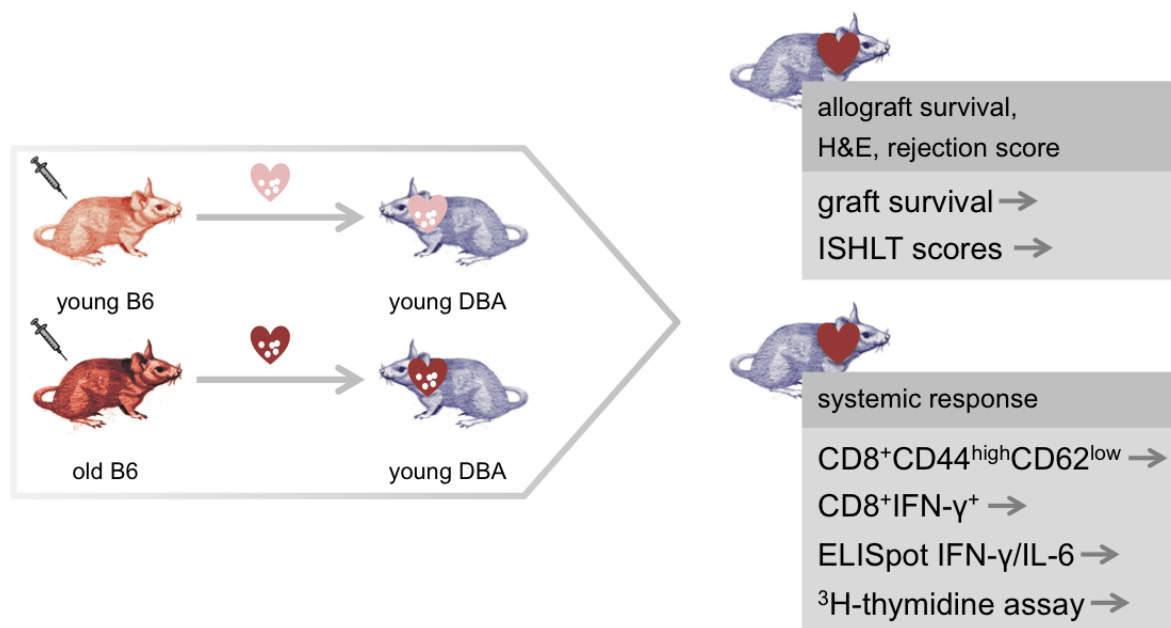 young B6
young DBA
old B6
young DBA
allograft survival,
H&E, rejection score
graft survival →
ISHLT scores →
systemic response
CD8⁺CD44ʰⁱᵍʰCD62ˡᵒʷ →
CD8⁺IFN-γ⁺ →
ELISpot IFN-γ/IL-6 →
³H-thymidine assay →